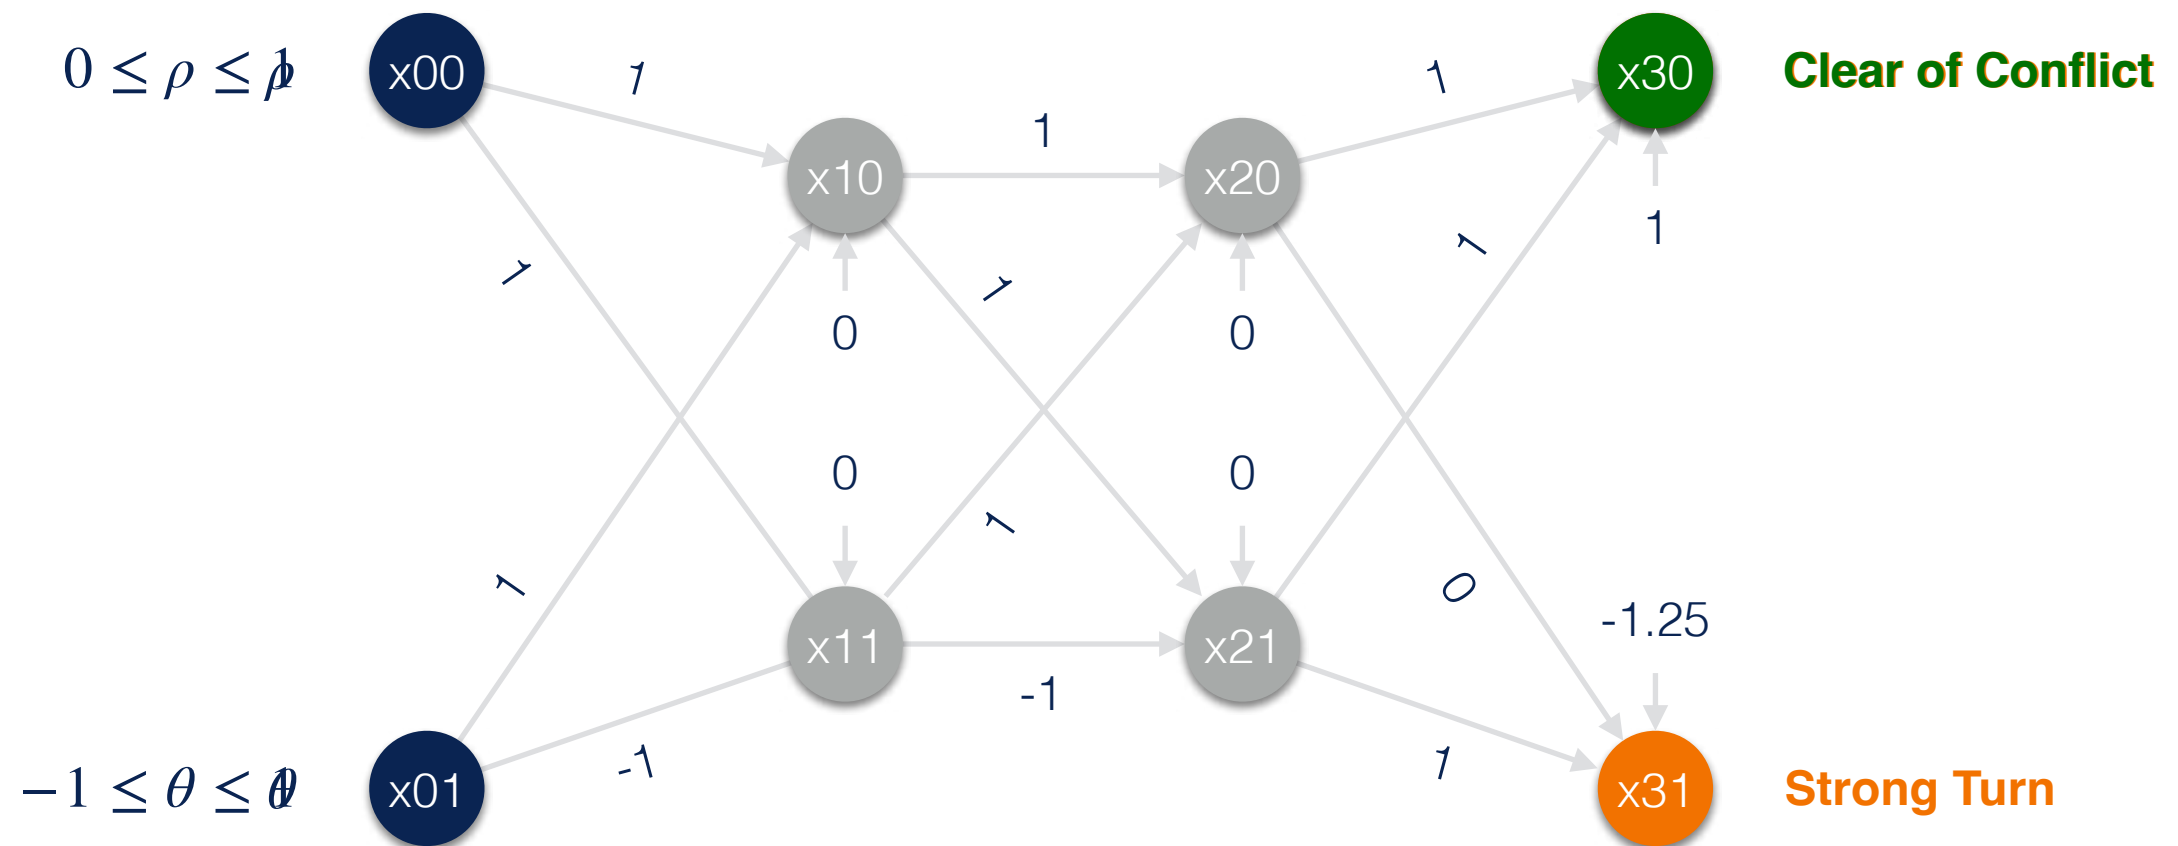 0 ≤ ρ ≤ 1
x00
1
x30
Clear of Conflict
1
1
x10
x20
1
1
1
1
0
0
0
0
1
1
0
-1.25
x11
x21
-1
-1
1
−1 ≤ θ ≤ 1
x01
x31
Strong Turn